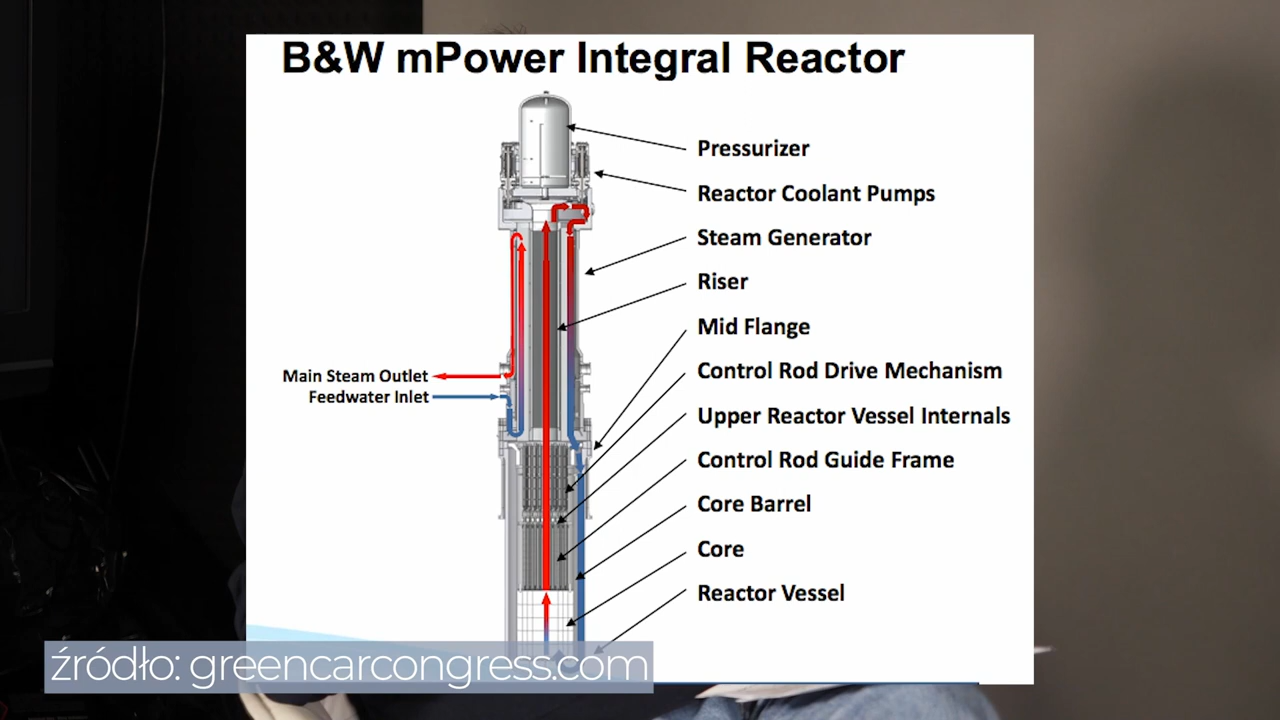 B&W mPower Integral Reactor
Pressurizer
Reactor Coolant Pumps
Steam Generator
Riser
Mid Flange
Main Steam Outlet
Control Rod Drive Mechanism
Feedwater Inlet
Upper Reactor Vessel Internals
Control Rod Guide Frame
Core Barrel
Core
Reactor Vessel
źródło: greencarcongress.com